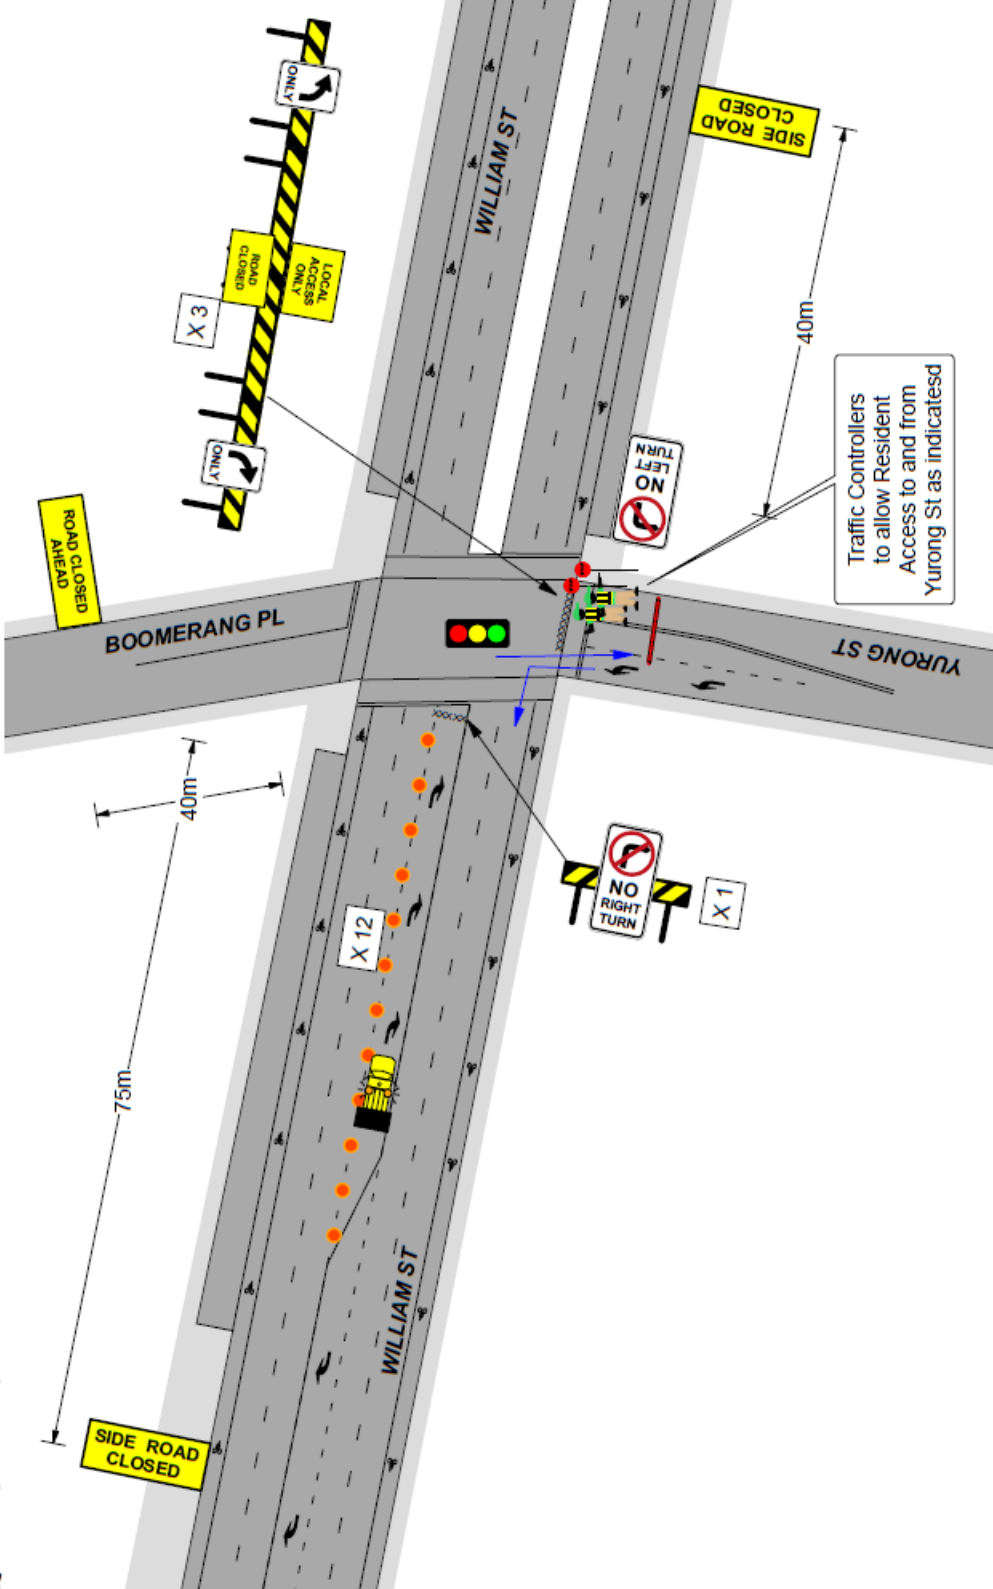 ONLY
WILLIAM ST
SIDE ROAD
CLOSED
ROAD
CLOSED
LOCAL
ACCESS
ONLY
X 3
40m
ONLY
NO
LEFT
TURN
Traffic Controllers
to allow Resident
Access to and from
Yurong St as indicatesd
ROAD CLOSED
AHEAD
BOOMERANG PL
YURONG ST
40m
NO
RIGHT
TURN
X 1
X 12
75m
WILLIAM ST
SIDE ROAD
CLOSED